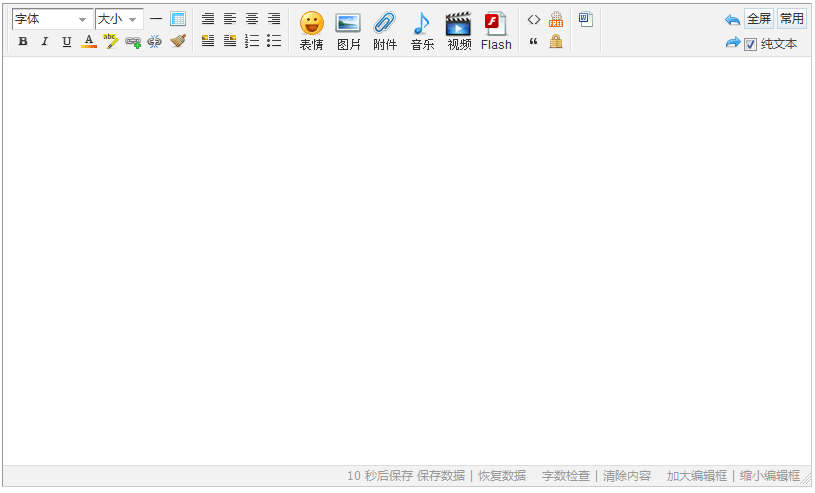 字体 大小 全屏 常用
B I U A abc
表情 图片 附件 音乐 视频 Flash 纯文本
10 秒后保存 保存数据 | 恢复数据 字数检查 | 清除内容 加大编辑框 | 缩小编辑框